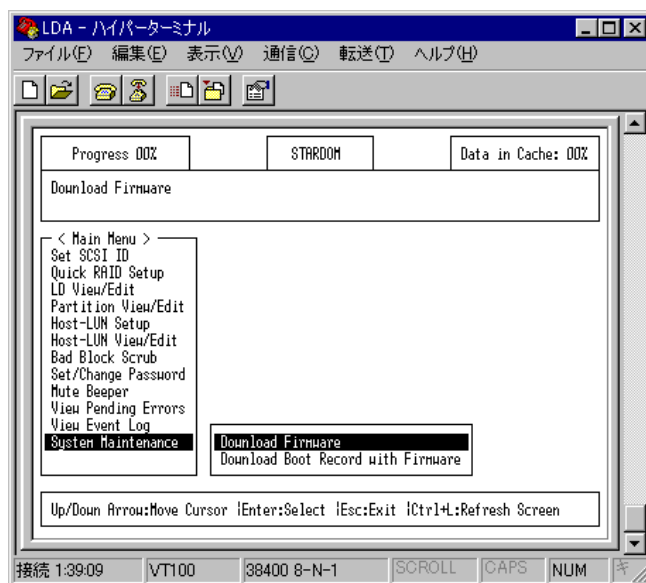 LDA - ハイパーターミナル
ファイル(F) 編集(E) 表示(V) 通信(C) 転送(T) ヘルプ(H)
Progress 00% STARDOM Data in Cache: 00%
Download Firmware
< Main Menu >
Set SCSI ID
Quick RAID Setup
LD View/Edit
Partition View/Edit
Host-LUN Setup
Host-LUN View/Edit
Bad Block Scrub
Set/Change Password
Mute Beeper
View Pending Errors
View Event Log
System Maintenance
Download Firmware
Download Boot Record with Firmware
Up/Down Arrow:Move Cursor |Enter:Select |Esc:Exit |Ctrl+L:Refresh Screen
接続 1:39:09 VT100 38400 8-N-1 SCROLL CAPS NUM キ